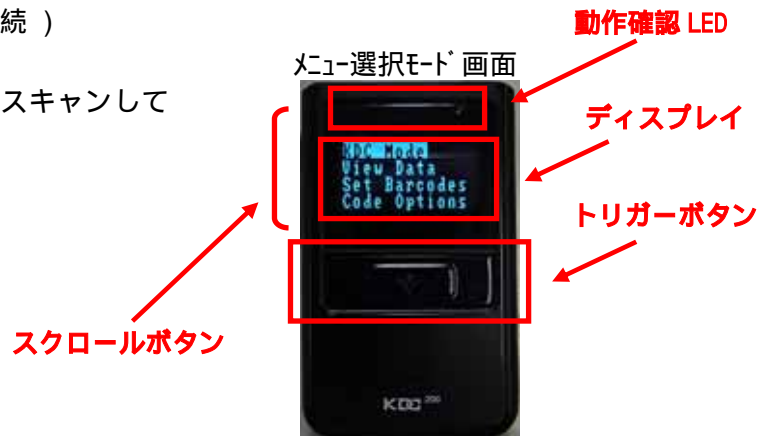 続 )
動作確認 LED
メニュー選択モード画面
スキャンして
ディスプレイ
KDC Mode
View Data
Set Barcodes
Code Options
トリガーボタン
スクロールボタン
KDC 200